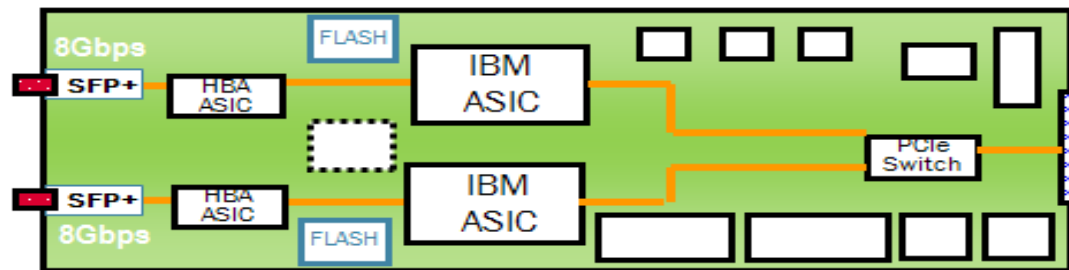 8Gbps
FLASH
SFP+
HBA
ASIC
IBM
ASIC
PCIe
Switch
SFP+
HBA
ASIC
IBM
ASIC
8Gbps
FLASH